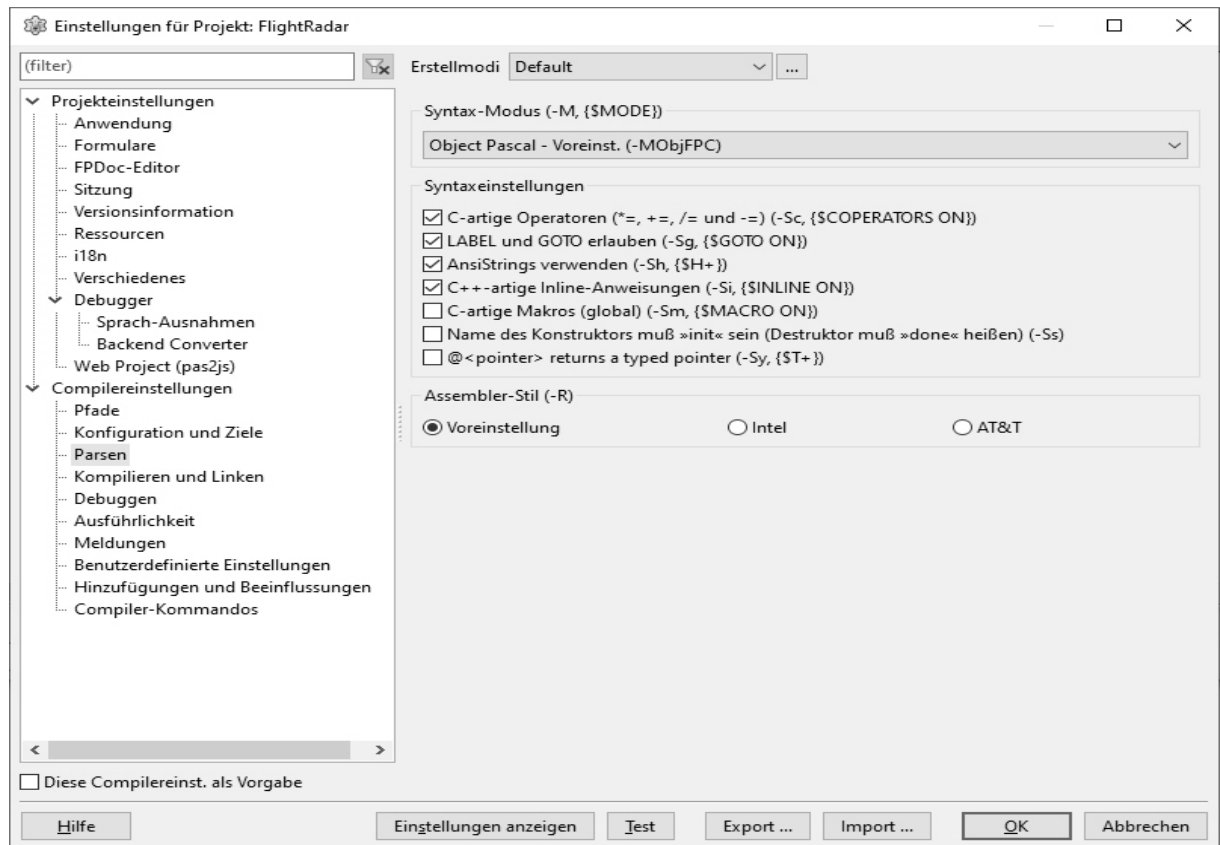 Einstellungen für Projekt: FlightRadar
(filter)
Erstellmodi Default ...
Projekteinstellungen
Anwendung
Formulare
FPDoc-Editor
Sitzung
Versionsinformation
Ressourcen
i18n
Verschiedenes
Debugger
Sprach-Ausnahmen
Backend Converter
Web Project (pas2js)
Compilereinstellungen
Pfade
Konfiguration und Ziele
Parsen
Kompilieren und Linken
Debuggen
Ausführlichkeit
Meldungen
Benutzerdefinierte Einstellungen
Hinzufügungen und Beeinflussungen
Compiler-Kommandos
Syntax-Modus (-M, {$MODE})
Object Pascal - Voreinst. (-MObjFPC)
Syntaxeinstellungen
C-artige Operatoren (*=, +=, /= und -=) (-Sc, {$COPERATORS ON})
LABEL und GOTO erlauben (-Sg, {$GOTO ON})
AnsiStrings verwenden (-Sh, {$H+})
C++-artige Inline-Anweisungen (-Si, {$INLINE ON})
C-artige Makros (global) (-Sm, {$MACRO ON})
Name des Konstruktors muß »init« sein (Destruktor muß »done« heißen) (-Ss)
@<pointer> returns a typed pointer (-Sy, {$T+})
Assembler-Stil (-R)
Voreinstellung Intel AT&T
Diese Compilereinst. als Vorgabe
Hilfe Einstellungen anzeigen Test Export ... Import ... OK Abbrechen